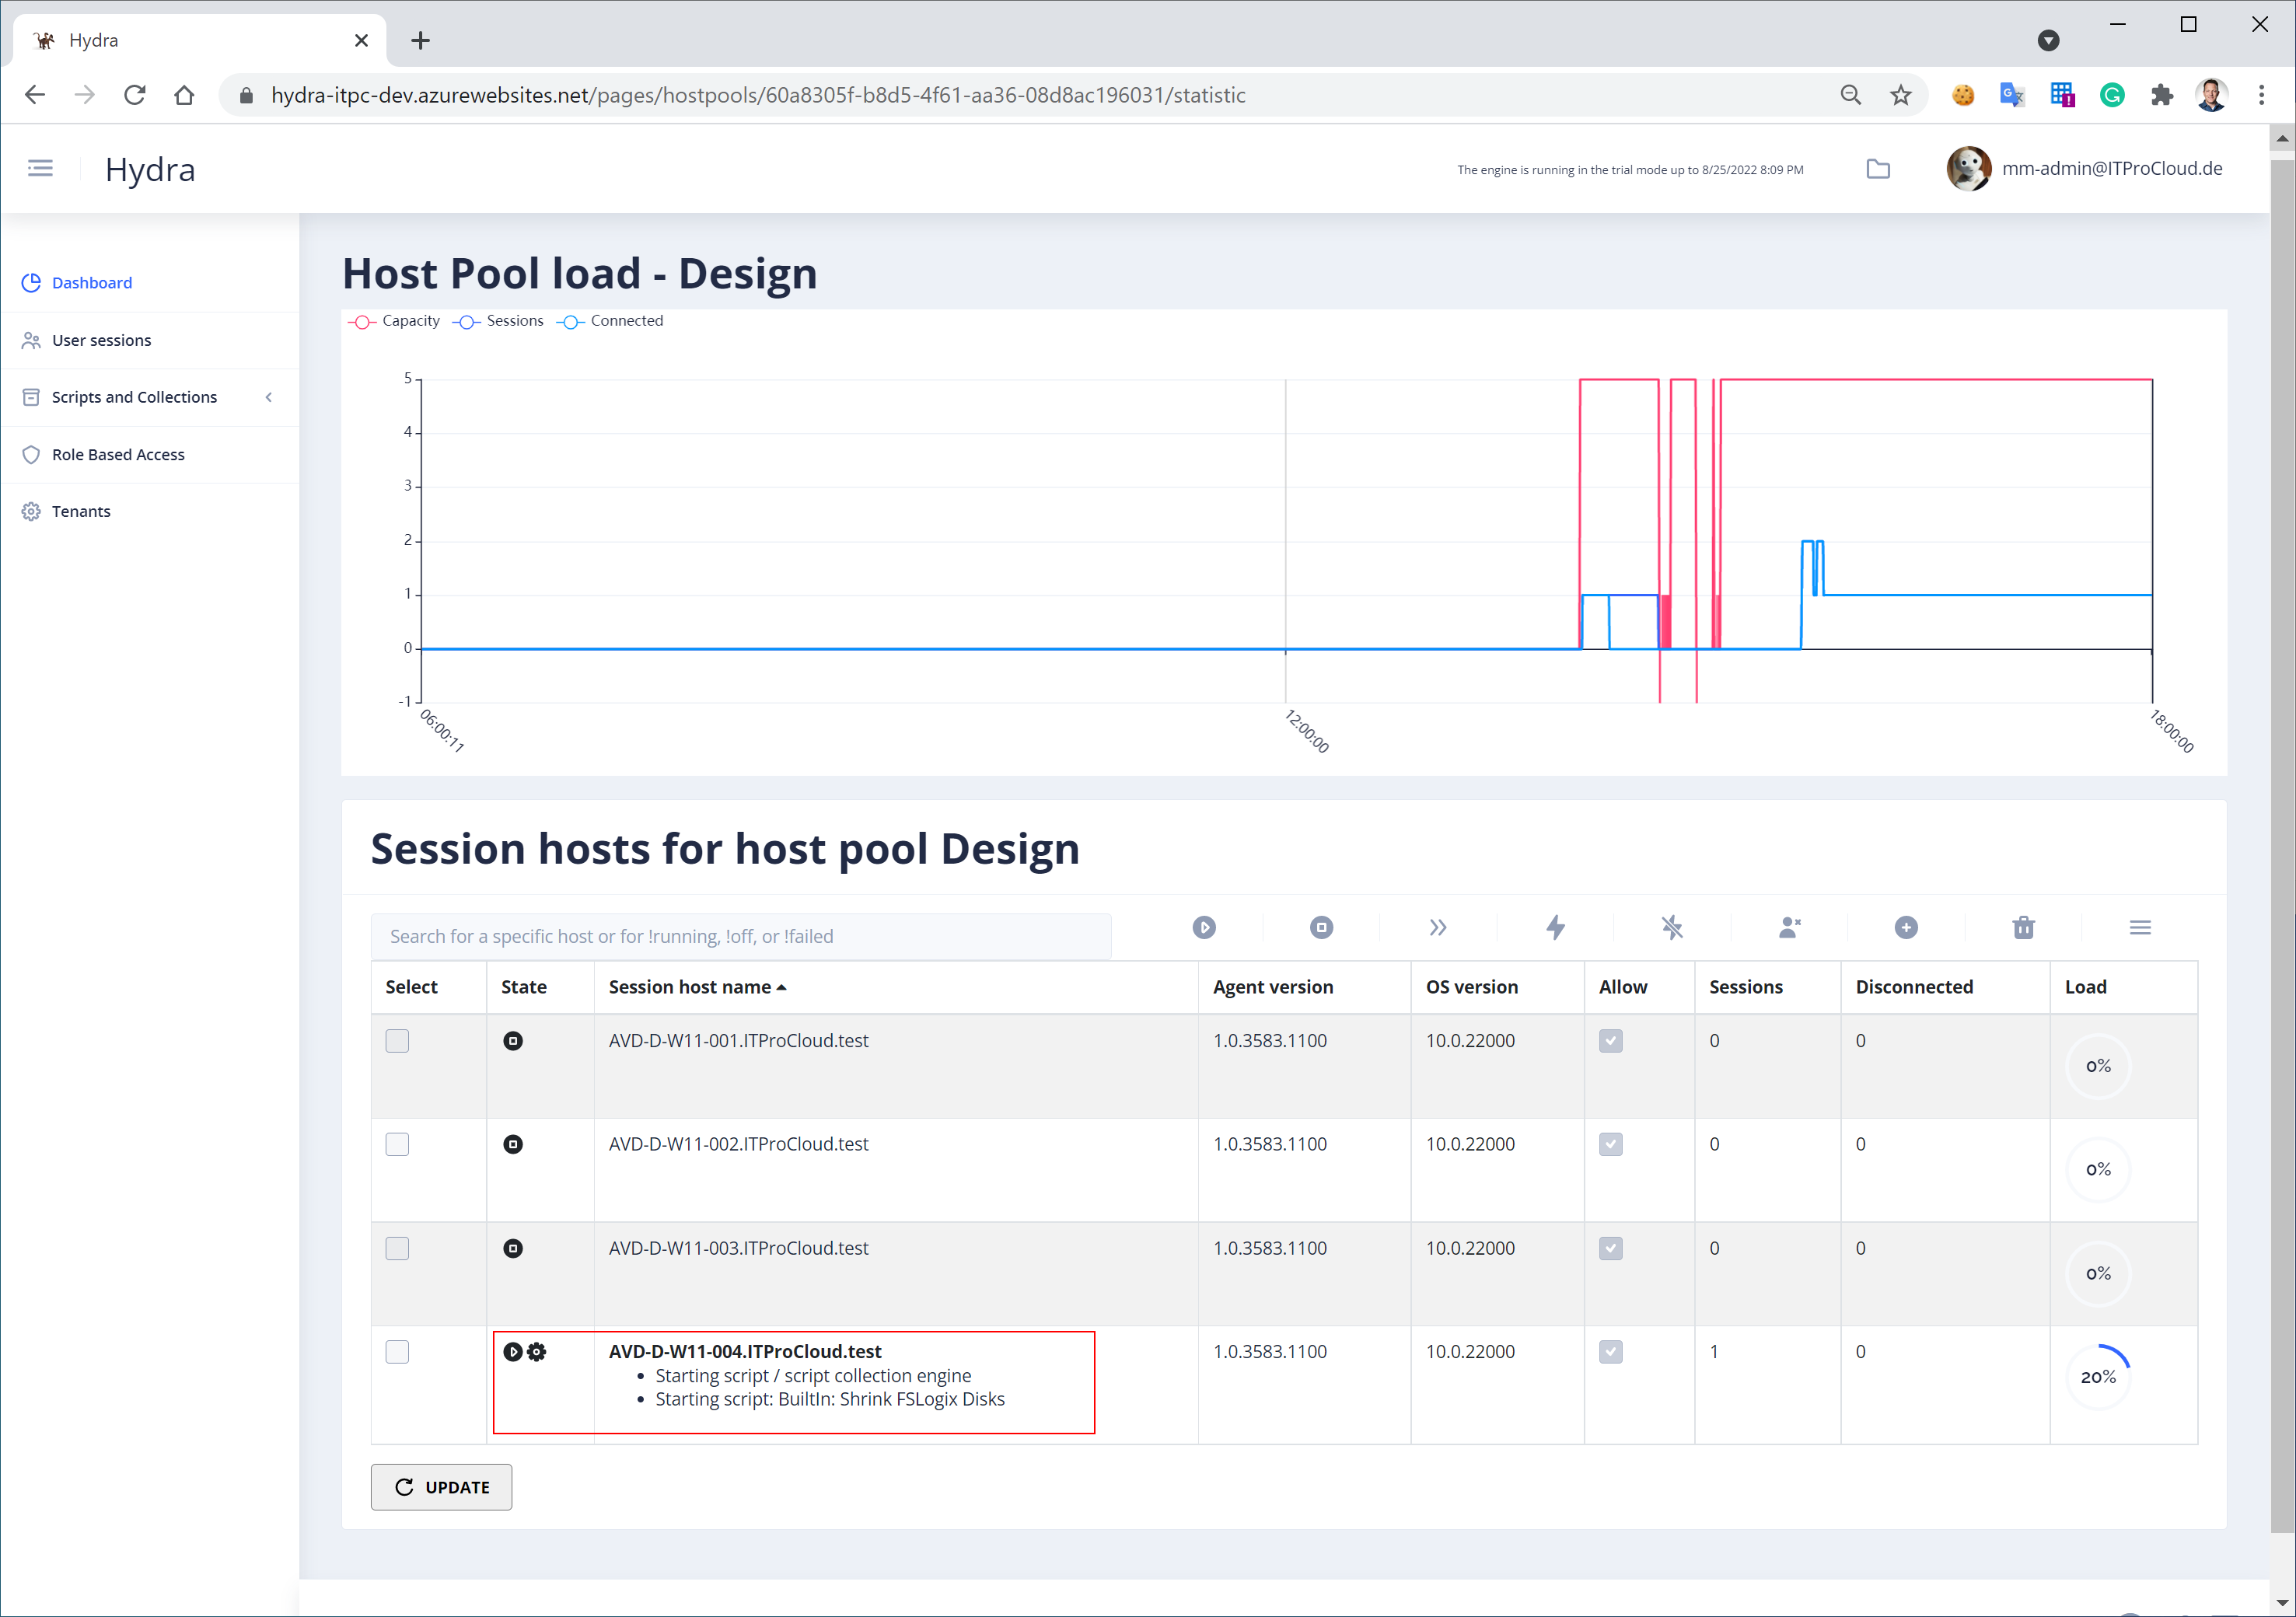 Hydra
hydra-itpc-dev.azurewebsites.net/pages/hostpools/60a8305f-b8d5-4f61-aa36-08d8ac196031/statistic
Hydra
The engine is running in the trial mode up to 8/25/2022 8:09 PM
mm-admin@ITProCloud.de
Dashboard
User sessions
Scripts and Collections
Role Based Access
Tenants
Host Pool load - Design
Capacity Sessions Connected
5
4
3
2
1
0
-1
06:00:11 12:00:00 18:00:00
Session hosts for host pool Design
Search for a specific host or for !running, !off, or !failed
Select State Session host name Agent version OS version Allow Sessions Disconnected Load
AVD-D-W11-001.ITProCloud.test 1.0.3583.1100 10.0.22000 0 0 0%
AVD-D-W11-002.ITProCloud.test 1.0.3583.1100 10.0.22000 0 0 0%
AVD-D-W11-003.ITProCloud.test 1.0.3583.1100 10.0.22000 0 0 0%
AVD-D-W11-004.ITProCloud.test 1.0.3583.1100 10.0.22000 1 0 20%
• Starting script / script collection engine
• Starting script: BuiltIn: Shrink FSLogix Disks
UPDATE